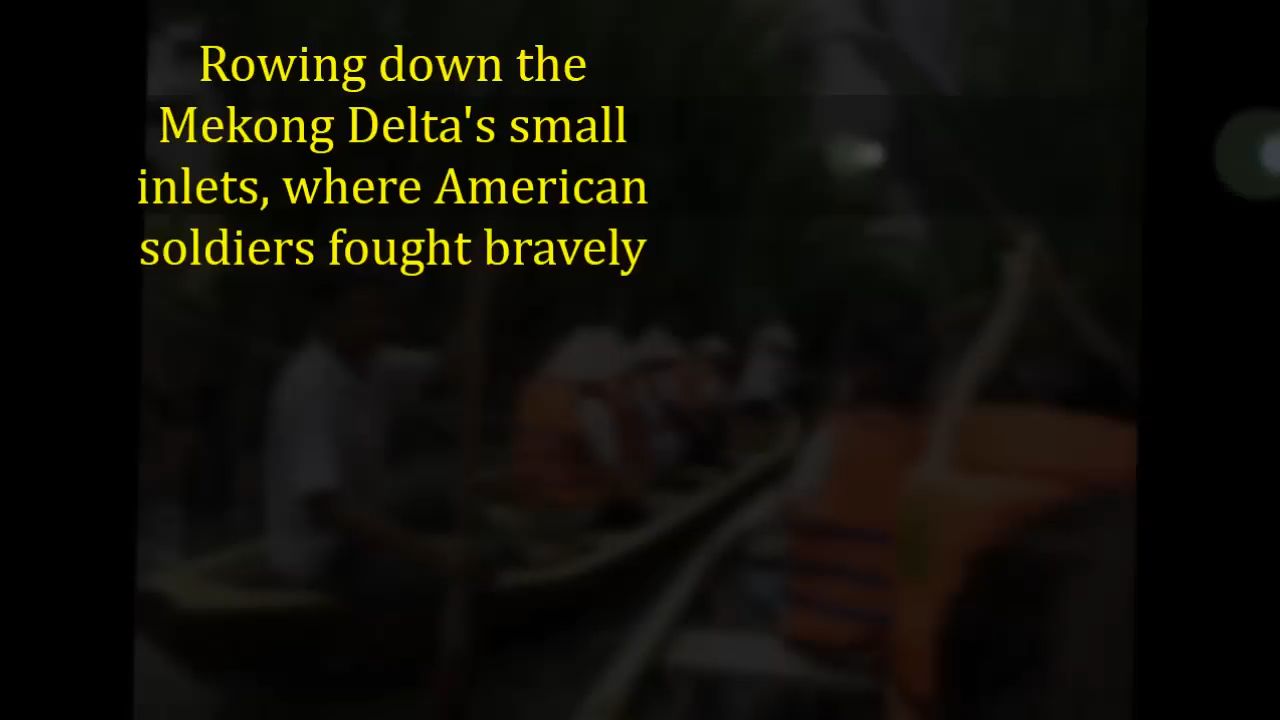 Rowing down the
Mekong Delta's small
inlets, where American
soldiers fought bravely